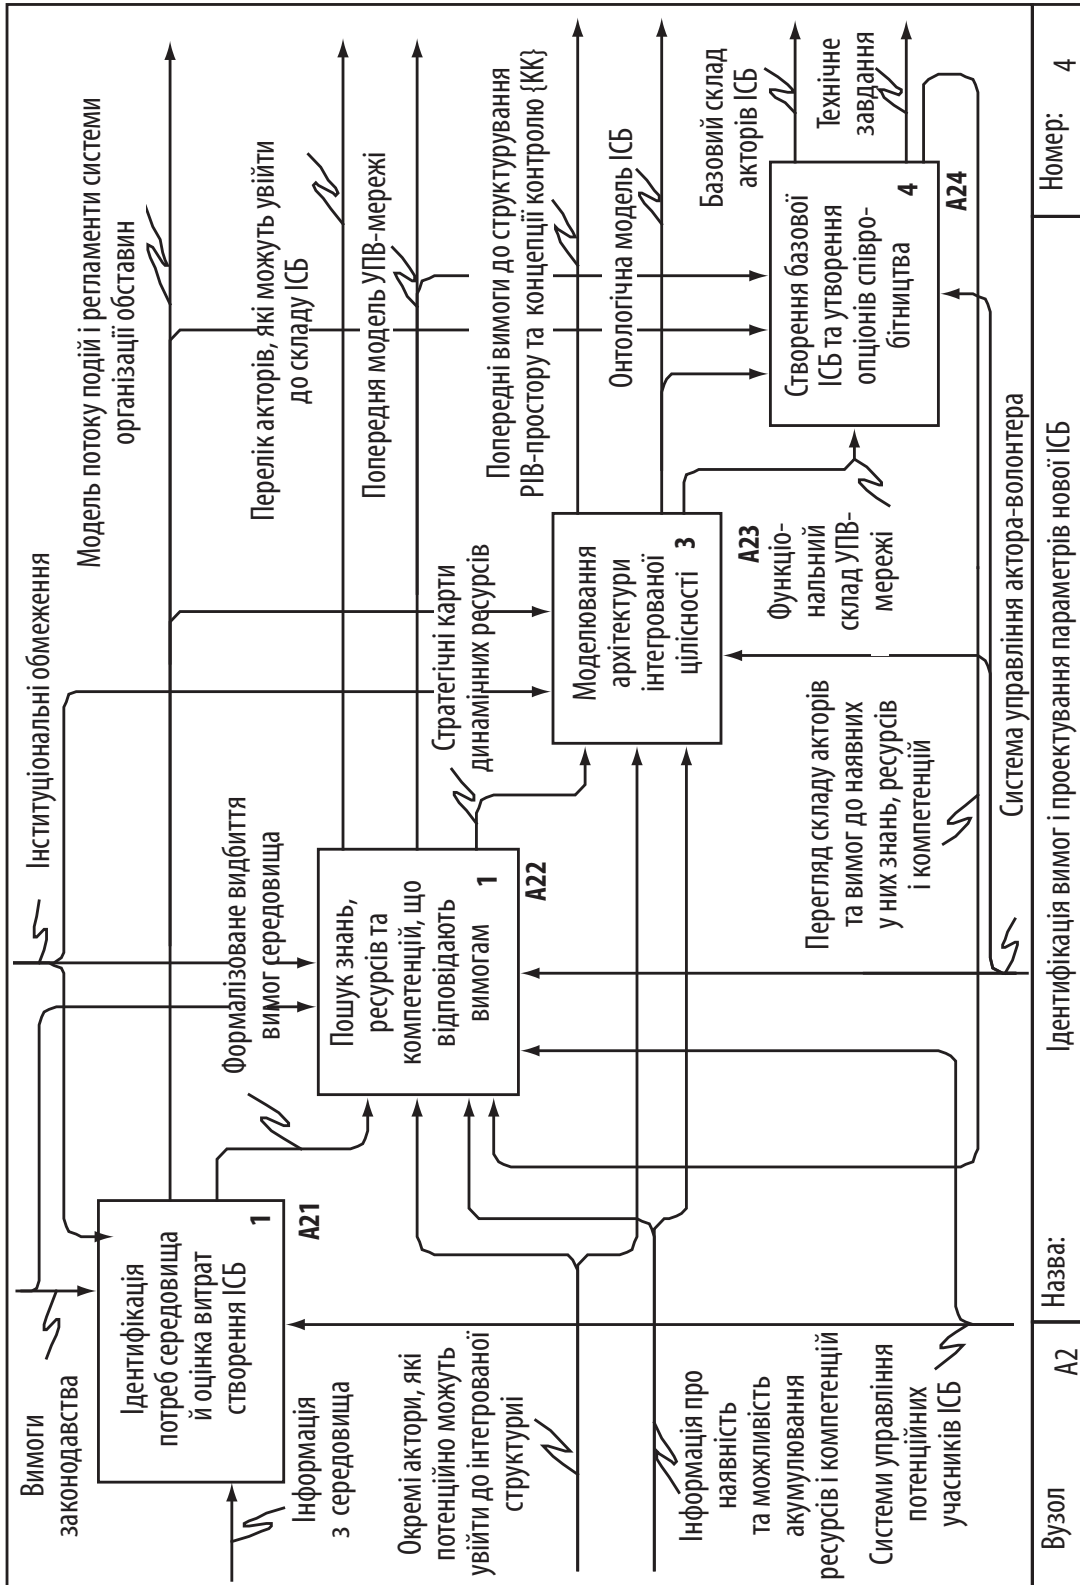 Вимоги
законодавства
Інституціональні обмеження
Модель потоку подій і регламенти системи
організації обставин
Ідентифікація
потреб середовища
й оцінка витрат
створення ІСБ
1
А21
Інформація
з середовища
Формалізоване видбиття
вимог середовища
Перелік акторів, які можуть увійти
до складу ІСБ
Попередня модель УПВ-мережі
Пошук знань,
ресурсів та
компетенцій, що
відповідають
вимогам
1
А22
Стратегічні карти
динамічних ресурсів
Окремі актори, які
потенційно можуть
увійти до інтегрованої
структуриі
Попередні вимоги до структурування
РІВ-простору та концепції контролю {КК}
Онтологічна модель ІСБ
Моделювання
архітектури
інтегрованої
цілісності
3
А23
Функціо-
нальний
склад УПВ-
мережі
Базовий склад
акторів ІСБ
Технічне
завдання
Створення базової
ІСБ та утворення
опціонів співро-
бітництва
4
А24
Інформація про
наявність
та можливість
акумулювання
ресурсів і компетенцій
Системи управління
потенційних
учасників ІСБ
Перегляд складу акторів
та вимог до наявних
у них знань, ресурсів
і компетенцій
Система управління актора-волонтера
Вузол
А2
Назва:
Ідентифікація вимог і проектування параметрів нової ІСБ
Номер:
4